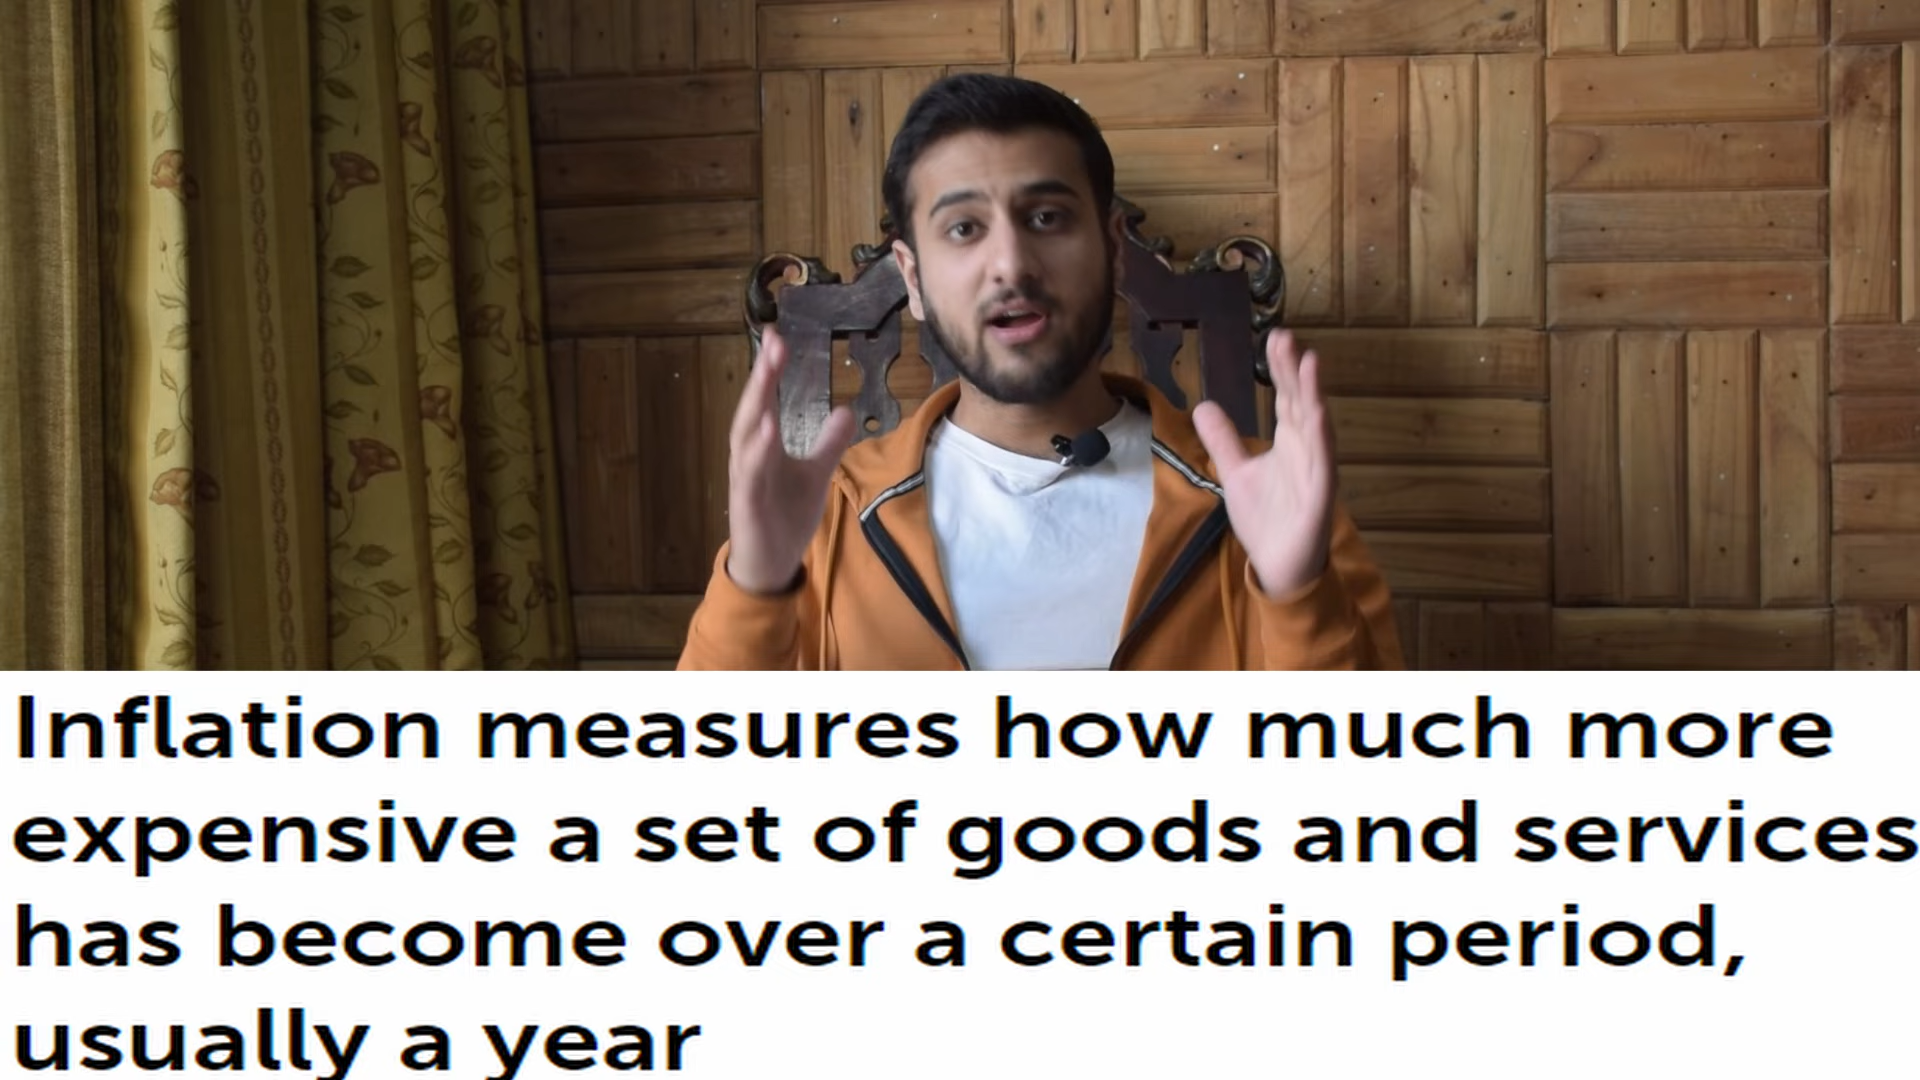 Inflation measures how much more
expensive a set of goods and services
has become over a certain period,
usually a year